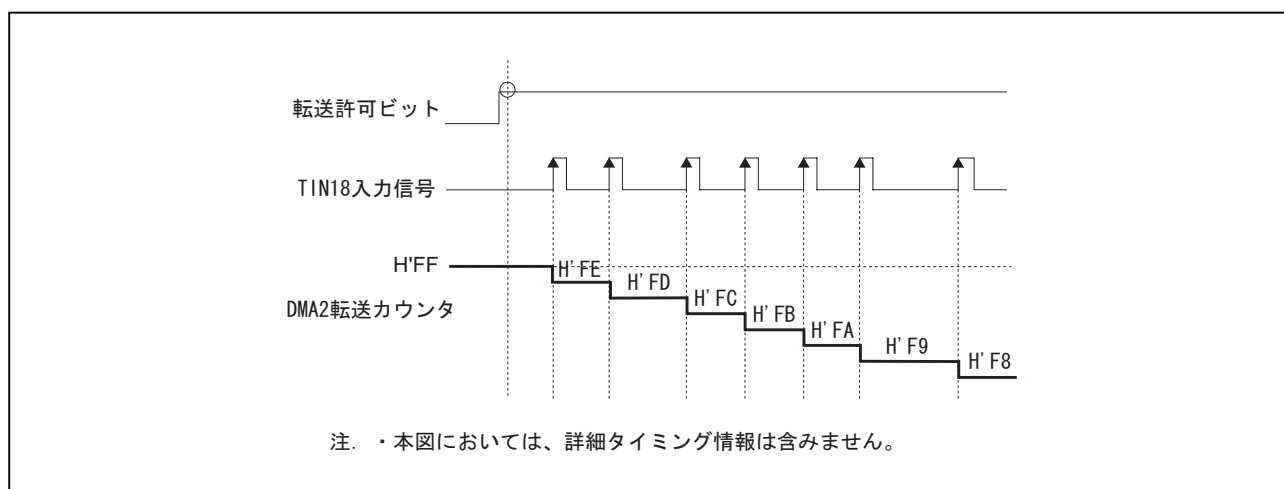 転送許可ビット
TIN18入力信号
H'FF
H'FE
H'FD
H'FC
H'FB
H'FA
H'F9
H'F8
DMA2転送カウンタ
注. ・本図においては、詳細タイミング情報は含みません。